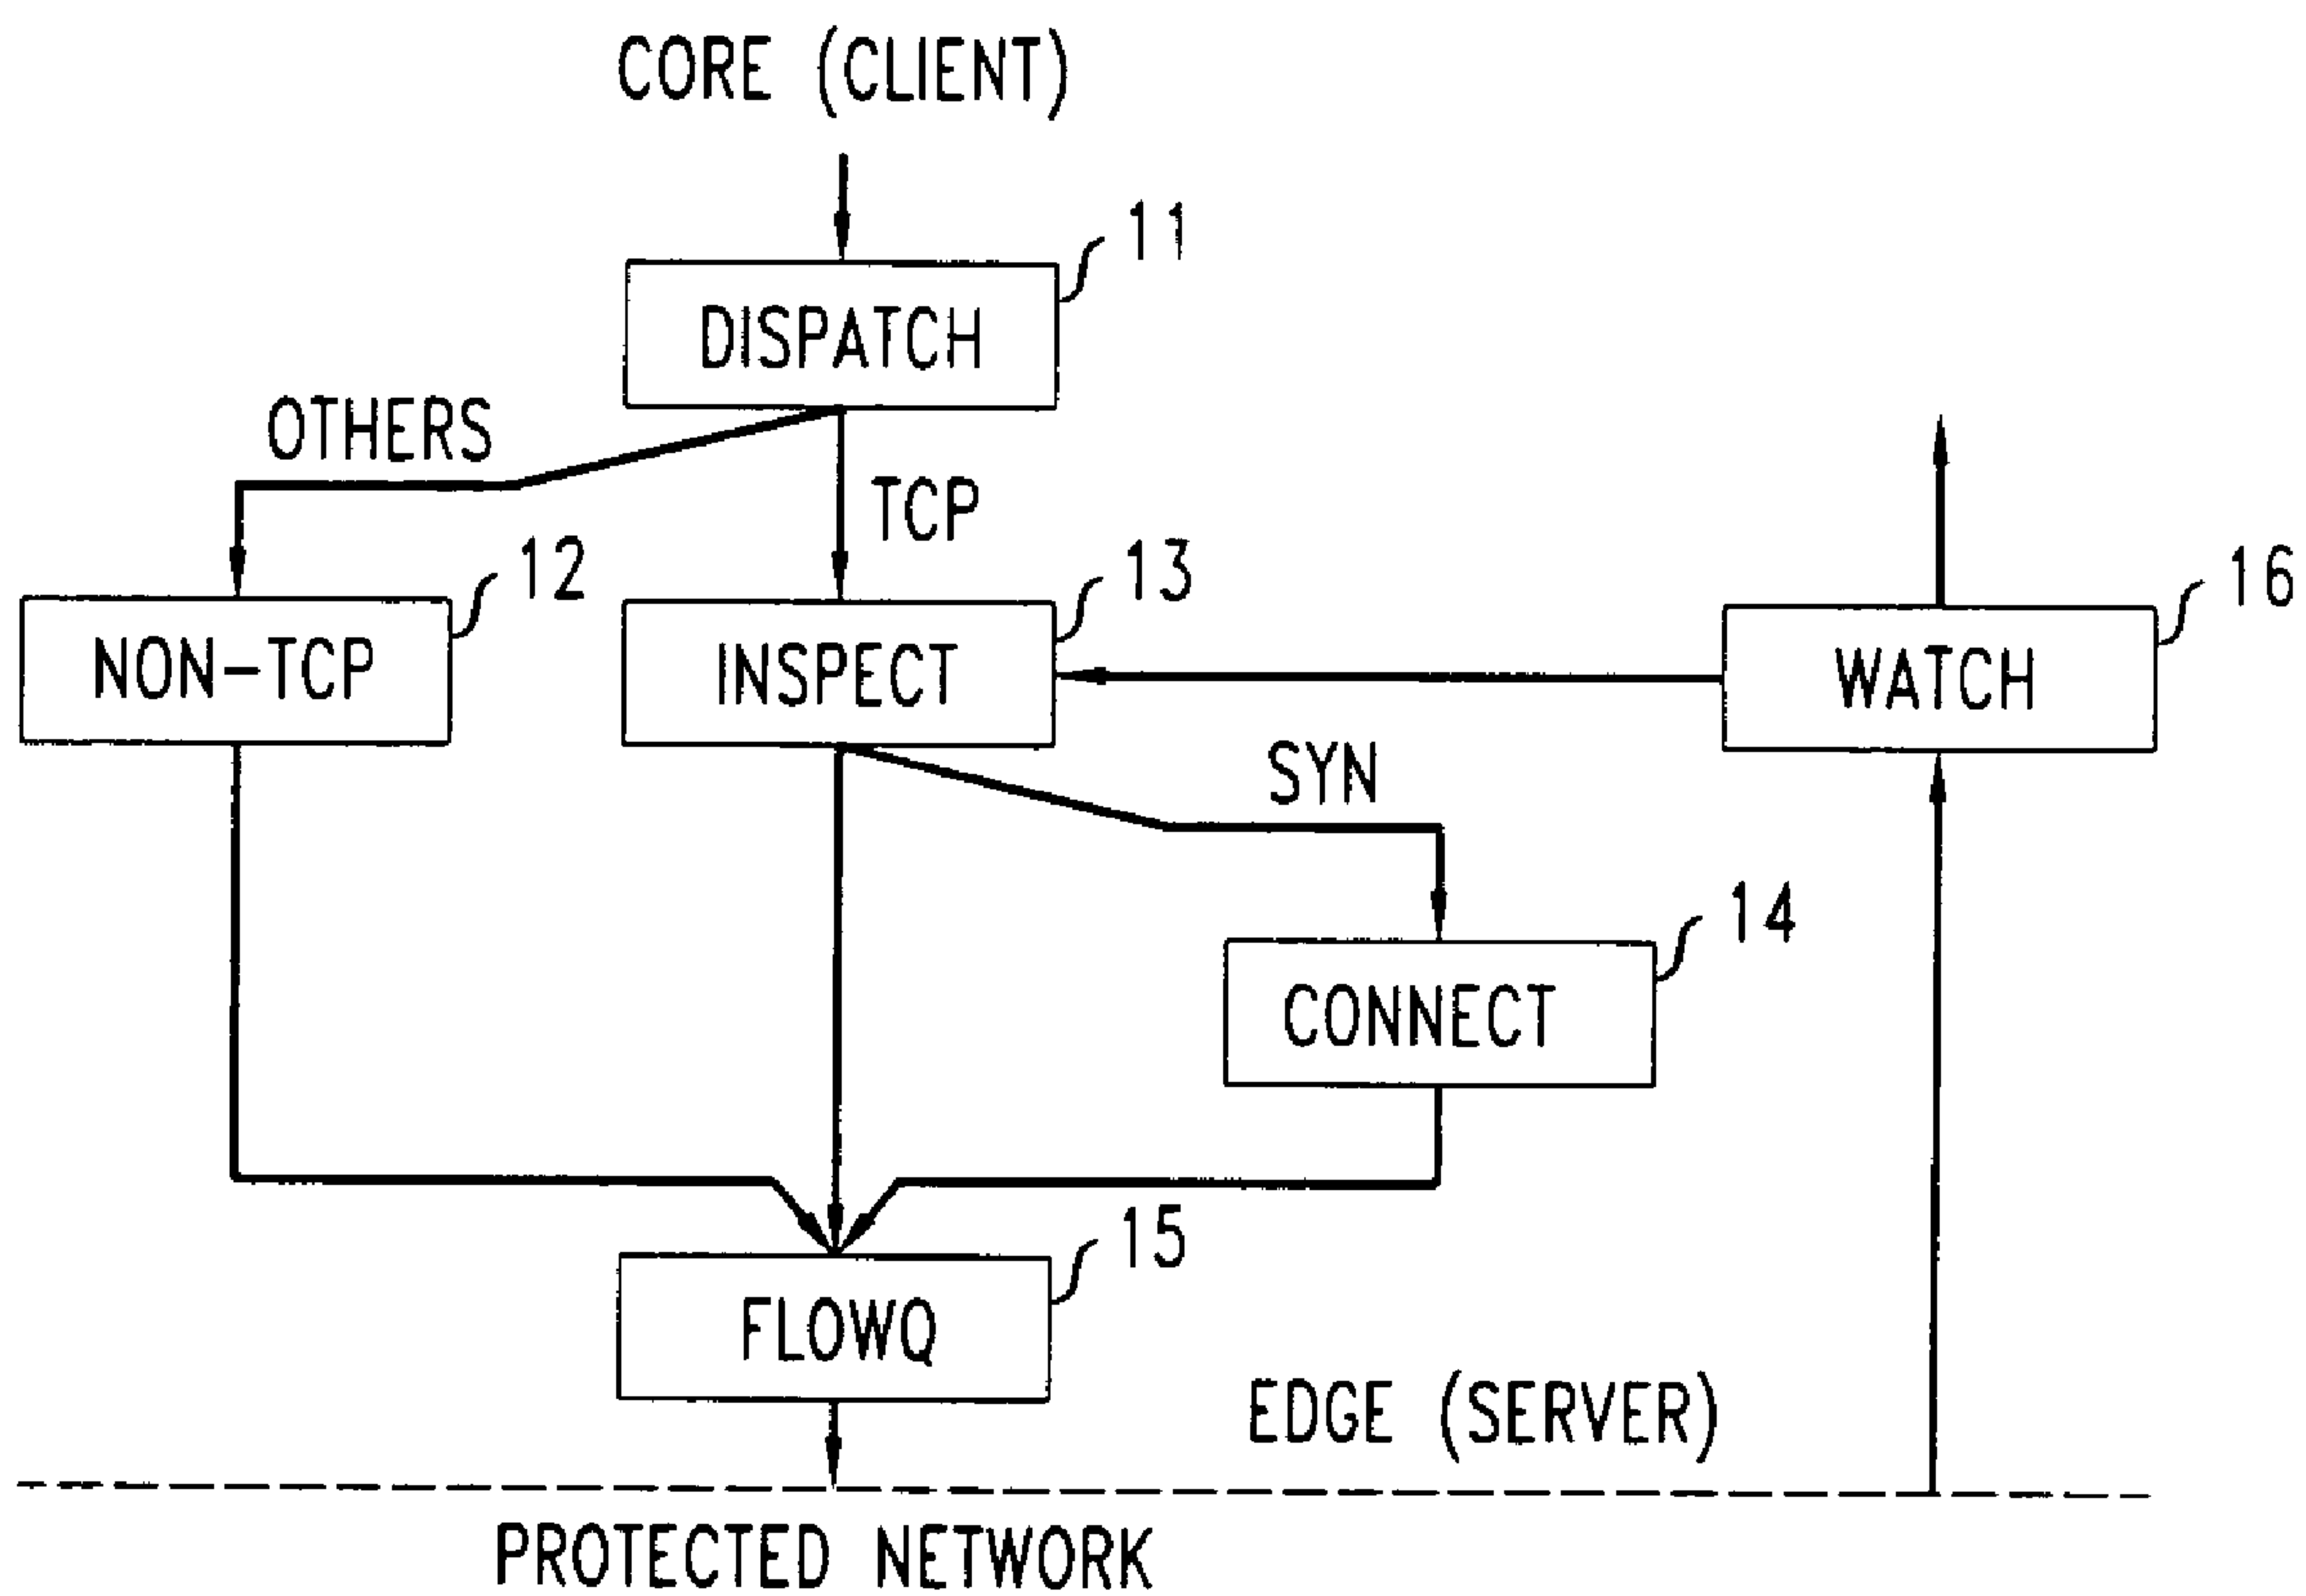 CORE (CLIENT)
11
DISPATCH
OTHERS
TCP
12
13
16
NON-TCP
INSPECT
WATCH
SYN
14
CONNECT
15
FLOWQ
EDGE (SERVER)
PROTECTED NETWORK